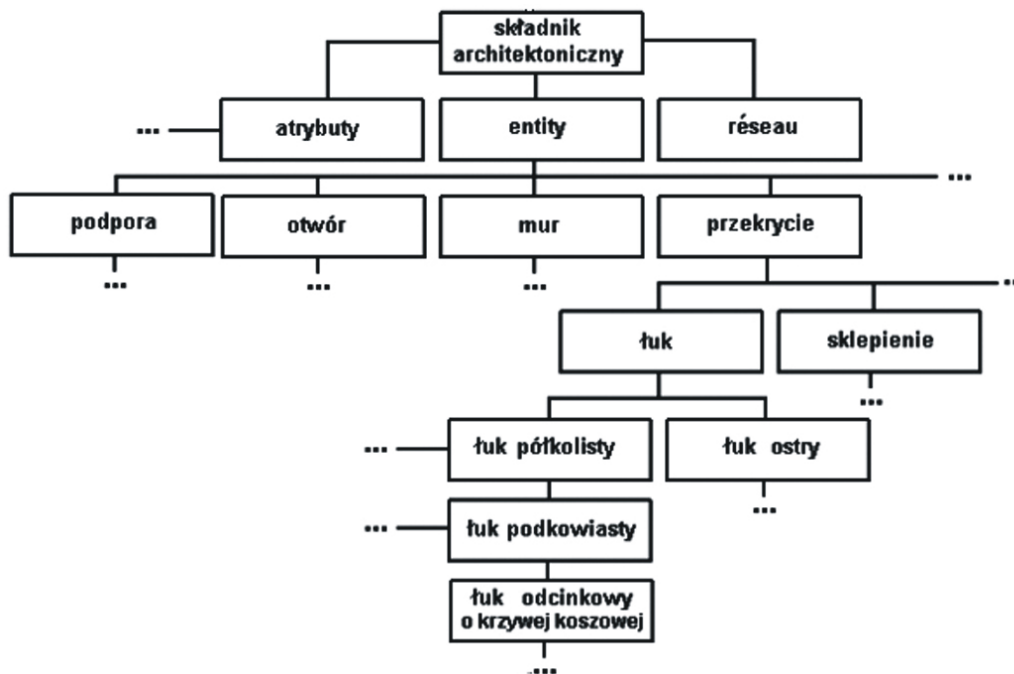 składnik
architektoniczny
... atrybuty entity réseau
...
podpora otwór mur przekrycie
... ... ...
...
łuk sklepienie
...
... łuk półkolisty łuk ostry
...
... łuk podkowiasty
łuk odcinkowy
o krzywej koszowej
...